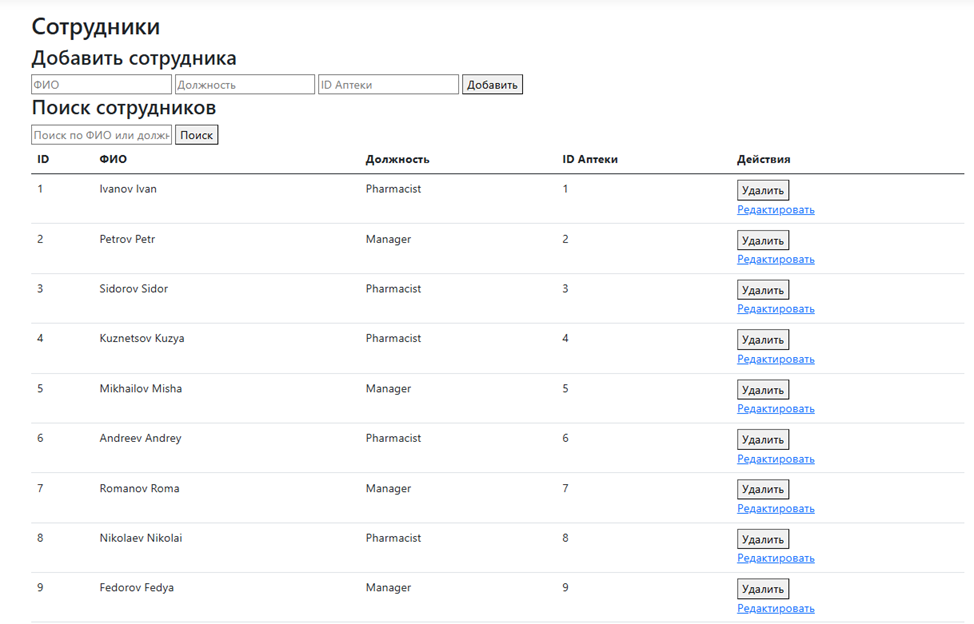 Сотрудники
Добавить сотрудника
ФИО Должность ID Аптеки Добавить
Поиск сотрудников
Поиск по ФИО или должн Поиск
ID ФИО Должность ID Аптеки Действия
1 Ivanov Ivan Pharmacist 1 Удалить
Редактировать
2 Petrov Petr Manager 2 Удалить
Редактировать
3 Sidorov Sidor Pharmacist 3 Удалить
Редактировать
4 Kuznetsov Kuzya Pharmacist 4 Удалить
Редактировать
5 Mikhailov Misha Manager 5 Удалить
Редактировать
6 Andreev Andrey Pharmacist 6 Удалить
Редактировать
7 Romanov Roma Manager 7 Удалить
Редактировать
8 Nikolaev Nikolai Pharmacist 8 Удалить
Редактировать
9 Fedorov Fedya Manager 9 Удалить
Редактировать